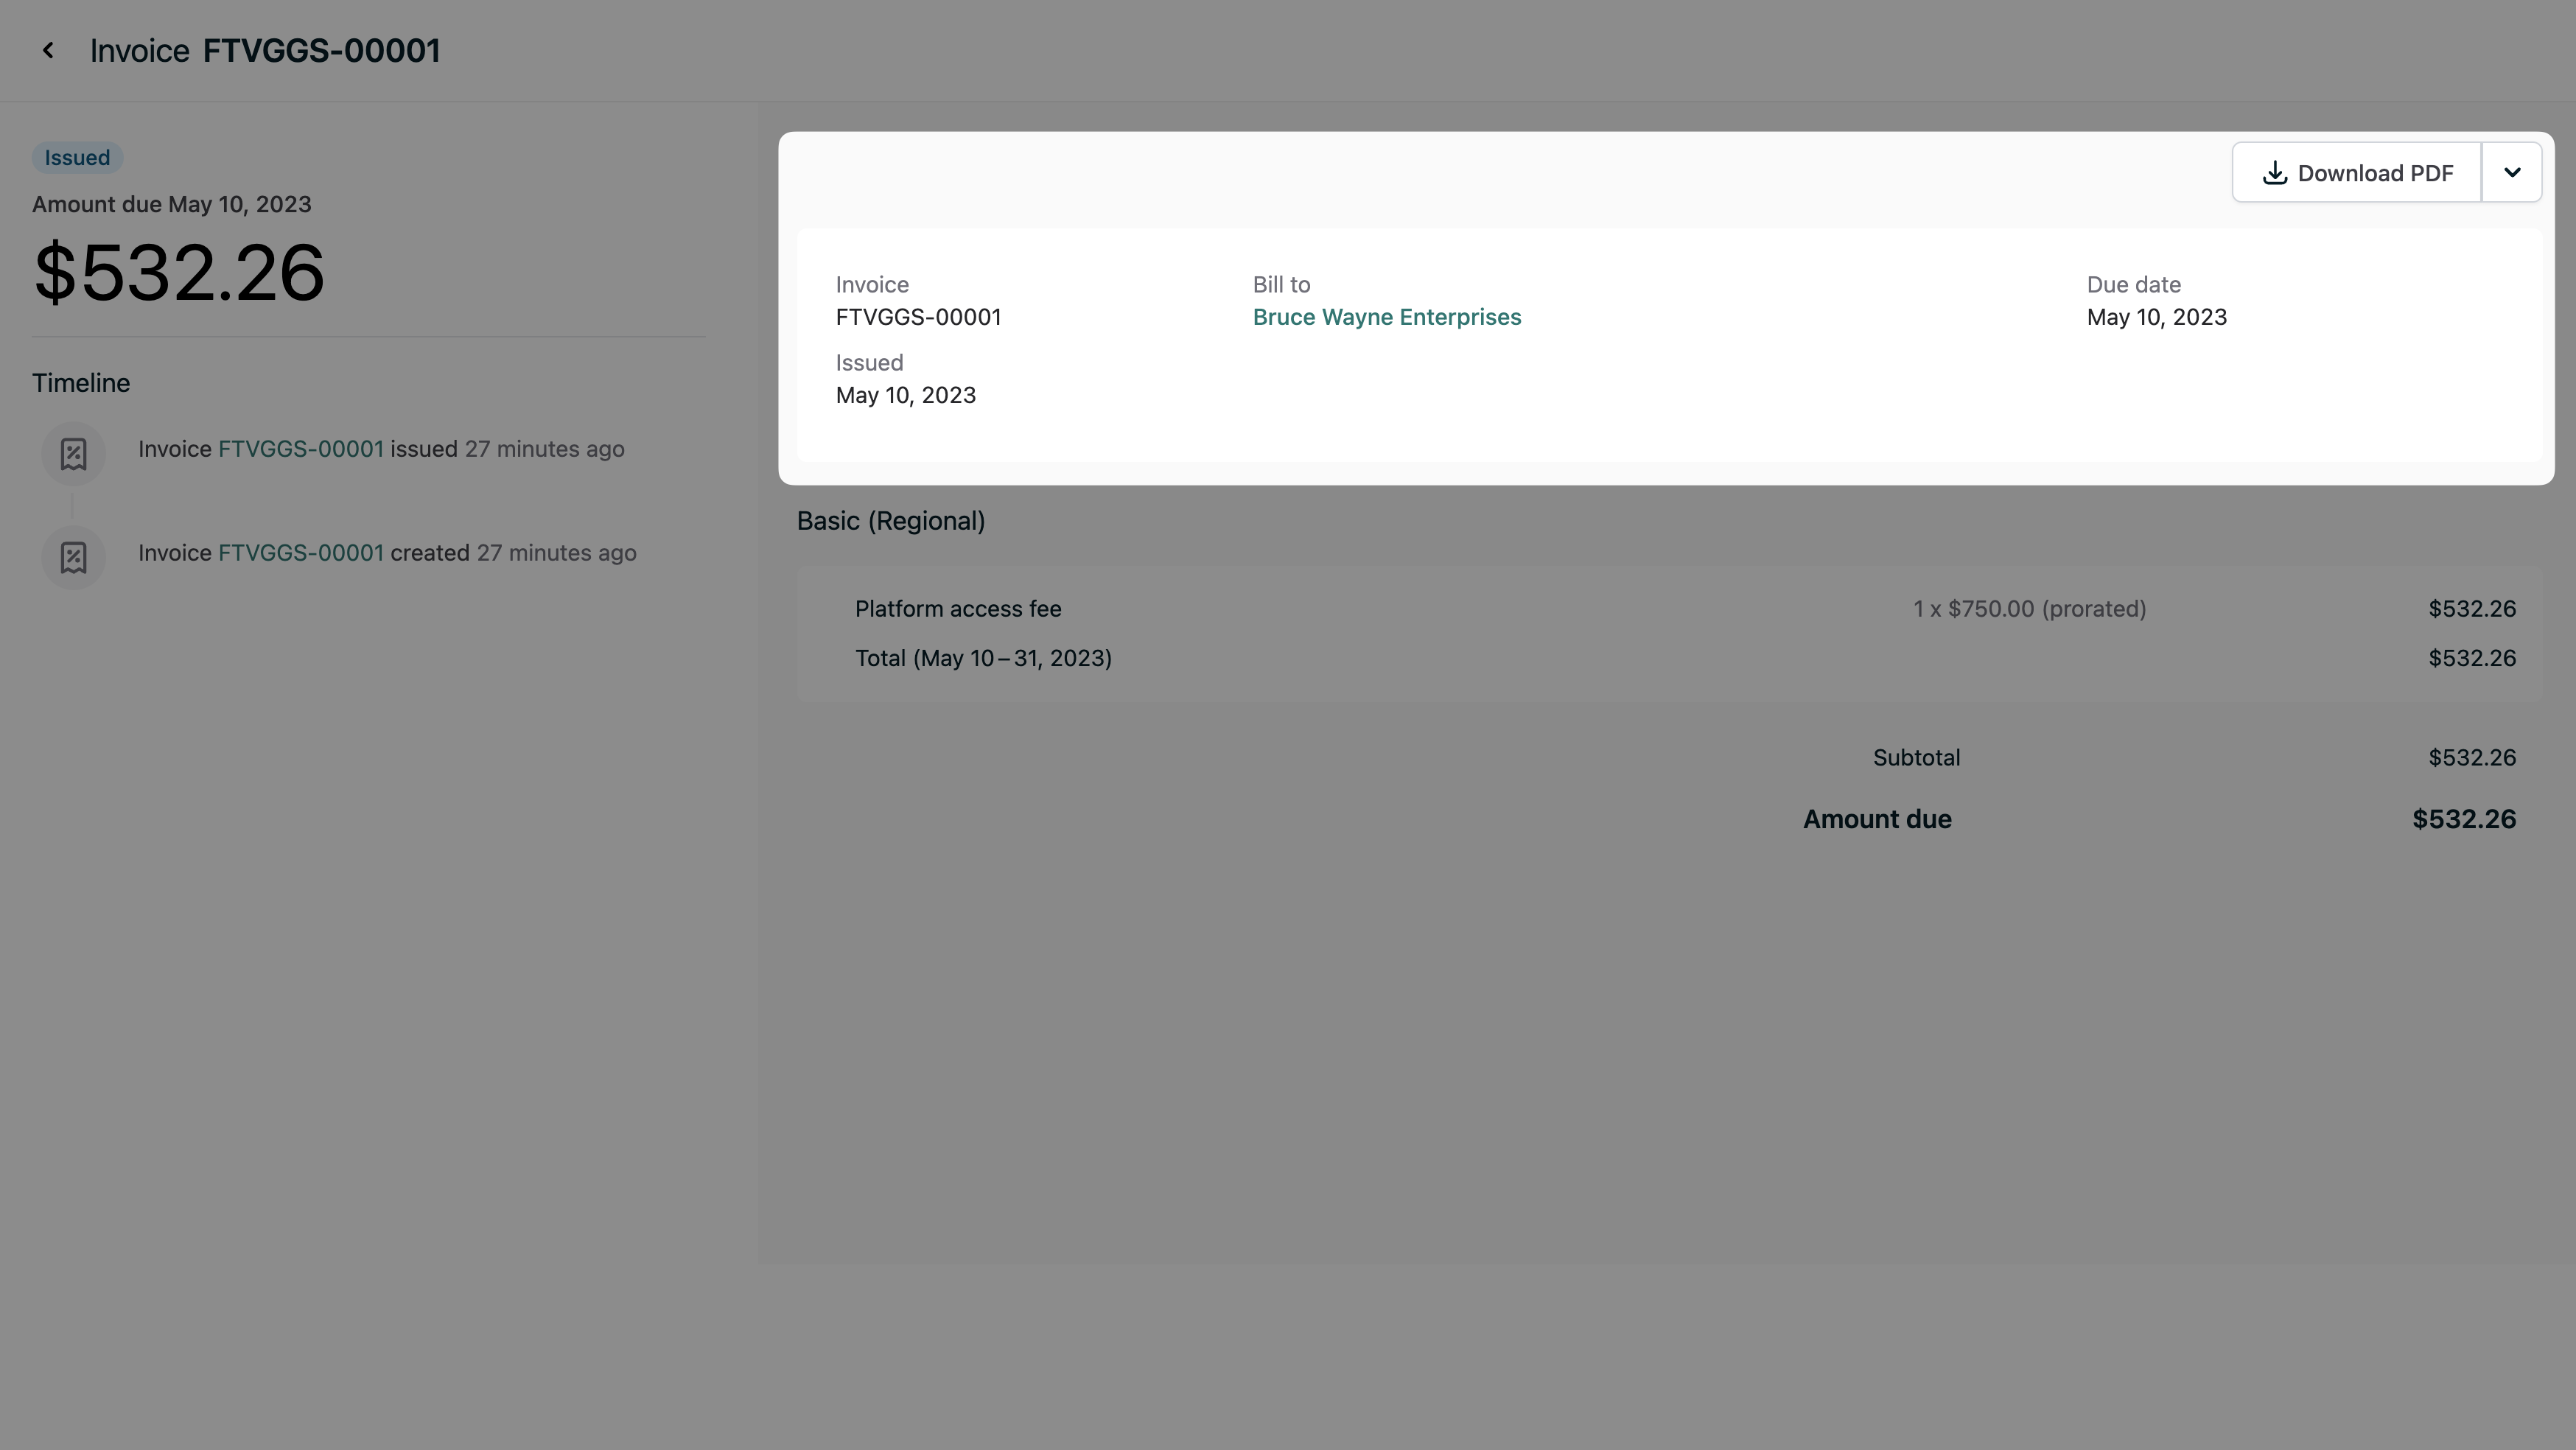 Invoice FTVGGS-00001
Issued
Amount due May 10, 2023
$532.26
Timeline
Invoice FTVGGS-00001 issued 27 minutes ago
Invoice FTVGGS-00001 created 27 minutes ago
Download PDF
Invoice
FTVGGS-00001
Issued
May 10, 2023
Bill to
Bruce Wayne Enterprises
Due date
May 10, 2023
Basic (Regional)
Platform access fee 1 x $750.00 (prorated) $532.26
Total (May 10–31, 2023) $532.26
Subtotal $532.26
Amount due $532.26